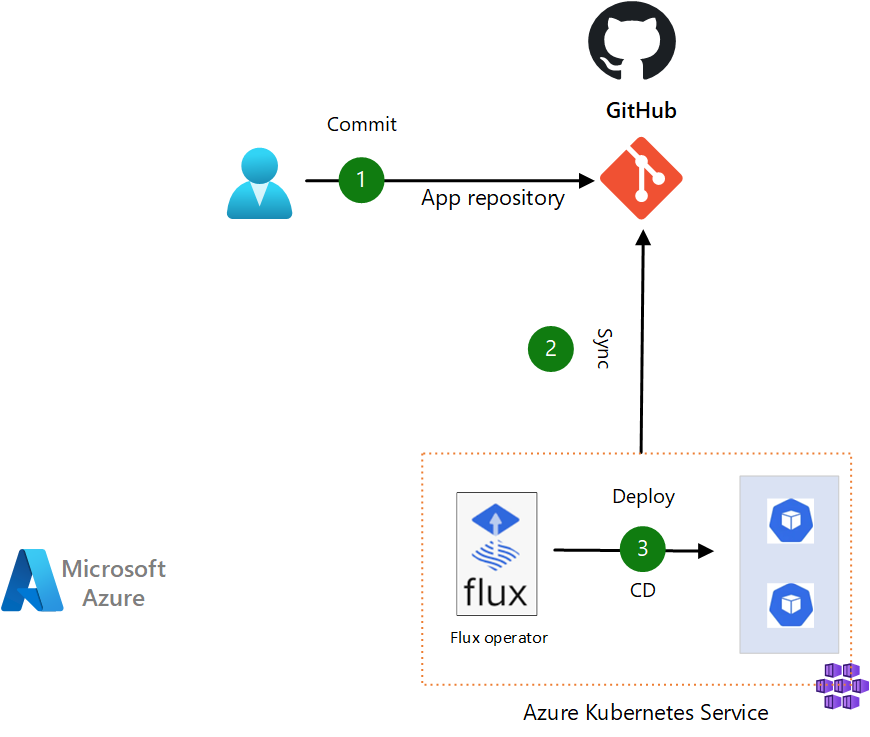 GitHub
Commit
1
App repository
2
Sync
Deploy
3
CD
flux
Flux operator
Microsoft
Azure
Azure Kubernetes Service